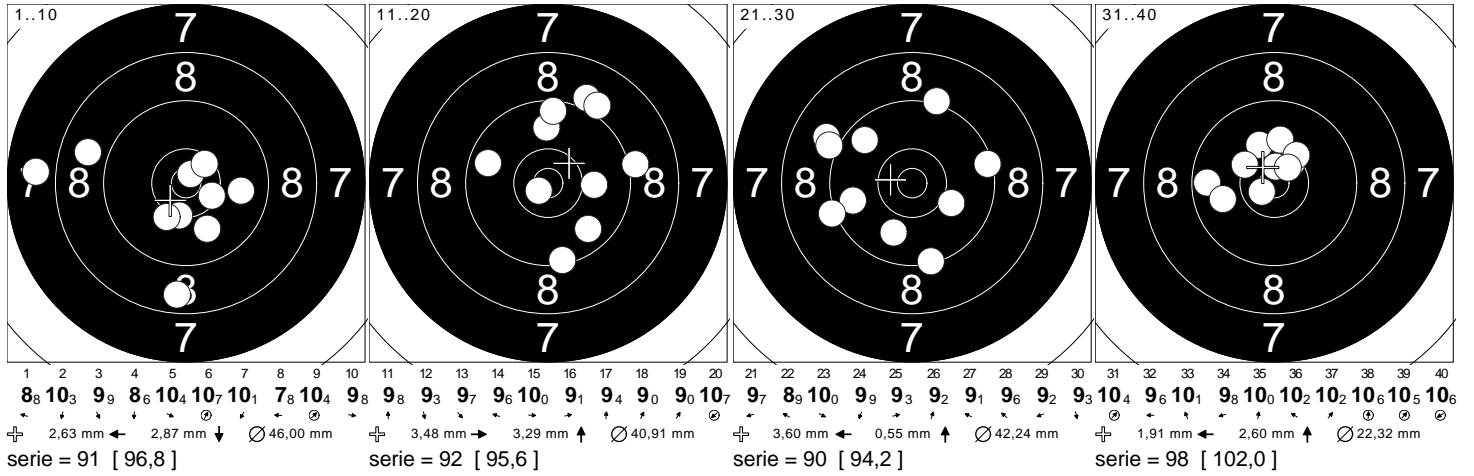 1..10
7
8
7 8 8 7
8
7
1 2 3 4 5 6 7 8 9 10
8₈ 10₃ 9₉ 8₆ 10₄ 10₇ 10₁ 7₈ 10₄ 9₈
2,63 mm ← 2,87 mm ↓ ∅ 46,00 mm
serie = 91 [ 96,8 ]
11..20
7
8
7 8 8 7
8
7
11 12 13 14 15 16 17 18 19 20
9₈ 9₃ 9₇ 9₆ 10₀ 9₁ 9₄ 9₀ 9₀ 10₇
3,48 mm → 3,29 mm ↑ ∅ 40,91 mm
serie = 92 [ 95,6 ]
21..30
7
8
7 8 8 7
8
7
21 22 23 24 25 26 27 28 29 30
9₇ 8₉ 10₀ 9₉ 9₃ 9₂ 9₁ 9₆ 9₂ 9₃
3,60 mm ← 0,55 mm ↑ ∅ 42,24 mm
serie = 90 [ 94,2 ]
31..40
7
8
7 8 8 7
8
7
31 32 33 34 35 36 37 38 39 40
10₄ 9₆ 10₁ 9₈ 10₀ 10₂ 10₂ 10₆ 10₅ 10₆
1,91 mm ← 2,60 mm ↑ ∅ 22,32 mm
serie = 98 [ 102,0 ]